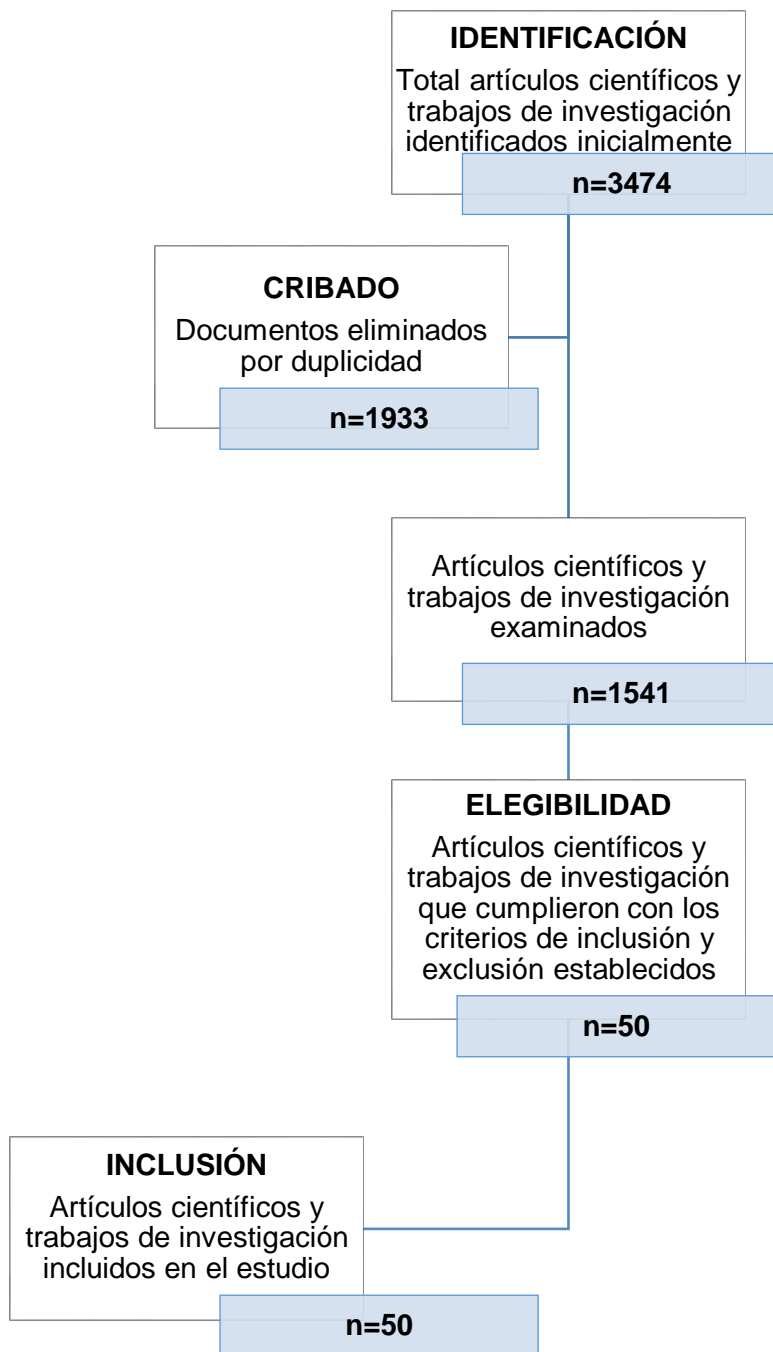 IDENTIFICACIÓN
Total artículos científicos y
trabajos de investigación
identificados inicialmente
n=3474
CRIBADO
Documentos eliminados
por duplicidad
n=1933
Artículos científicos y
trabajos de investigación
examinados
n=1541
ELEGIBILIDAD
Artículos científicos y
trabajos de investigación
que cumplieron con los
criterios de inclusión y
exclusión establecidos
n=50
INCLUSIÓN
Artículos científicos y
trabajos de investigación
incluidos en el estudio
n=50